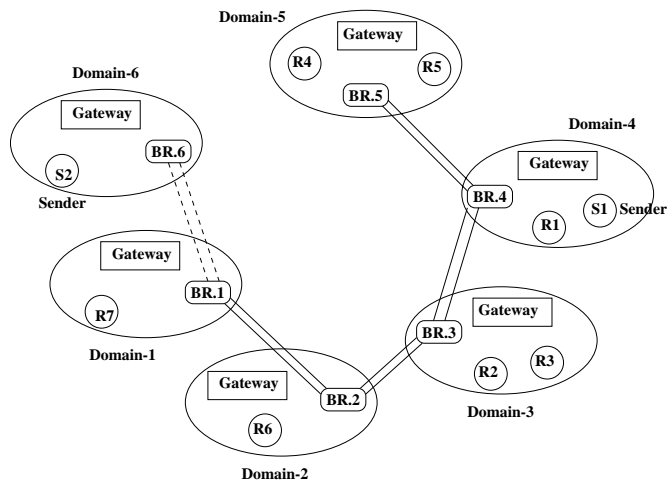 Domain-5
Gateway
R4
R5
BR.5
Domain-6
Gateway
BR.6
S2
Sender
Domain-4
Gateway
BR.4
S1 Sender
R1
Gateway
BR.1
R7
Domain-1
Gateway
BR.3
R3
R2
Domain-3
Gateway
BR.2
R6
Domain-2